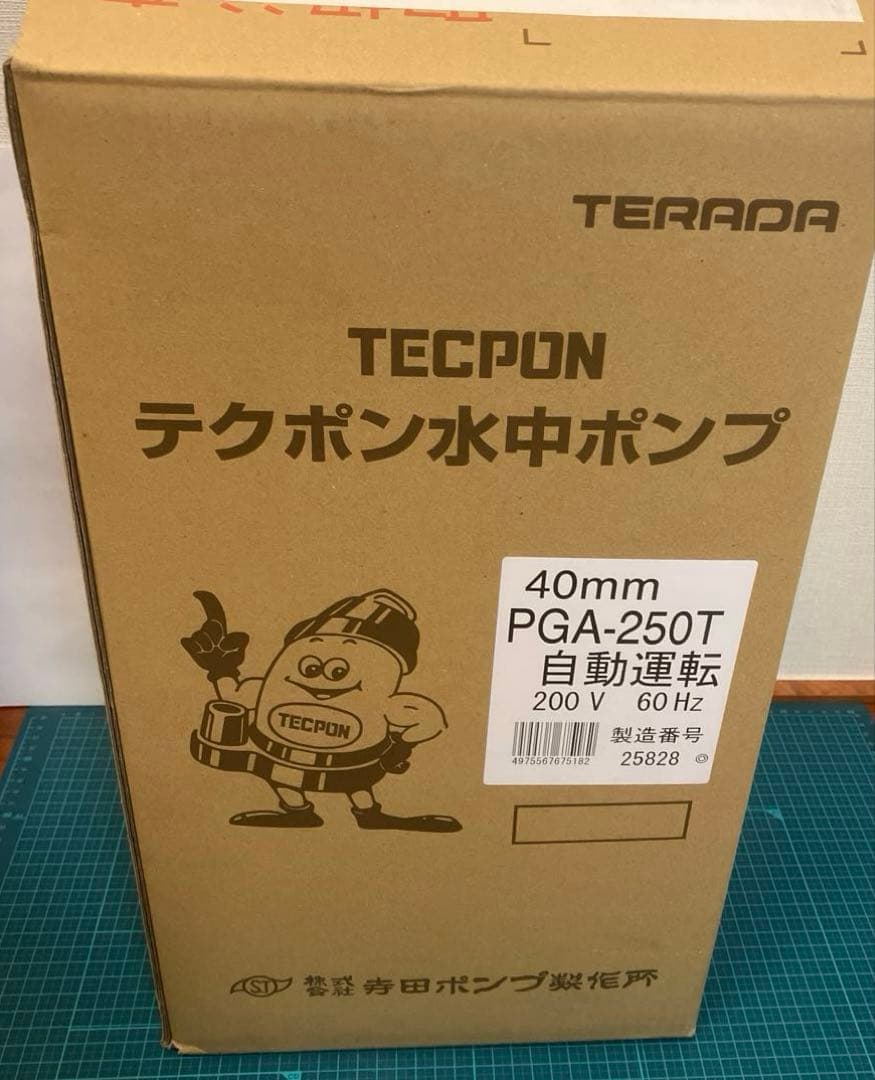 TERADA
TECPON
テクポン水中ポンプ
40mm
PGA-250T
自動運転
200 V 60 Hz
製造番号
4975567675182 25828
TECPON
ST 株式会社 寺田ポンプ製作所